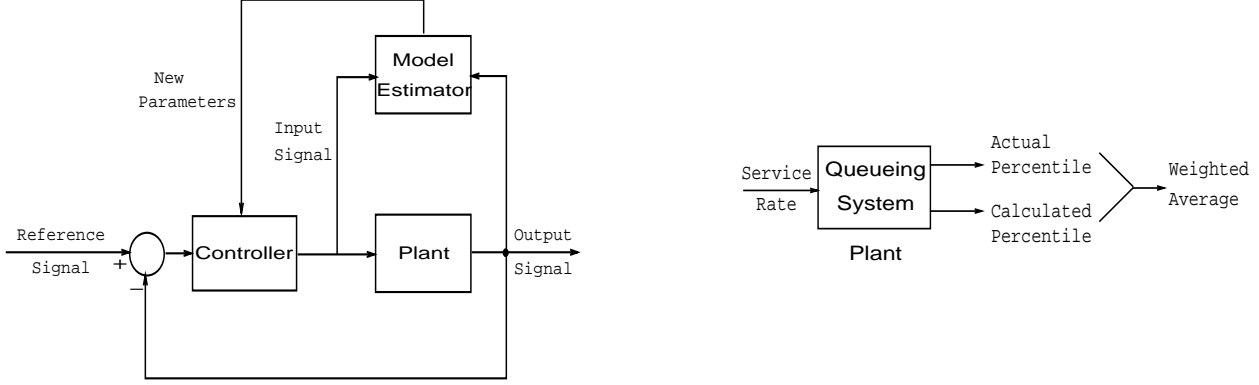 Model
Estimator
New
Parameters
Input
Signal
Reference
Signal
+
−
Controller
Plant
Output
Signal
Service
Rate
Queueing
System
Plant
Actual
Percentile
Calculated
Percentile
Weighted
Average